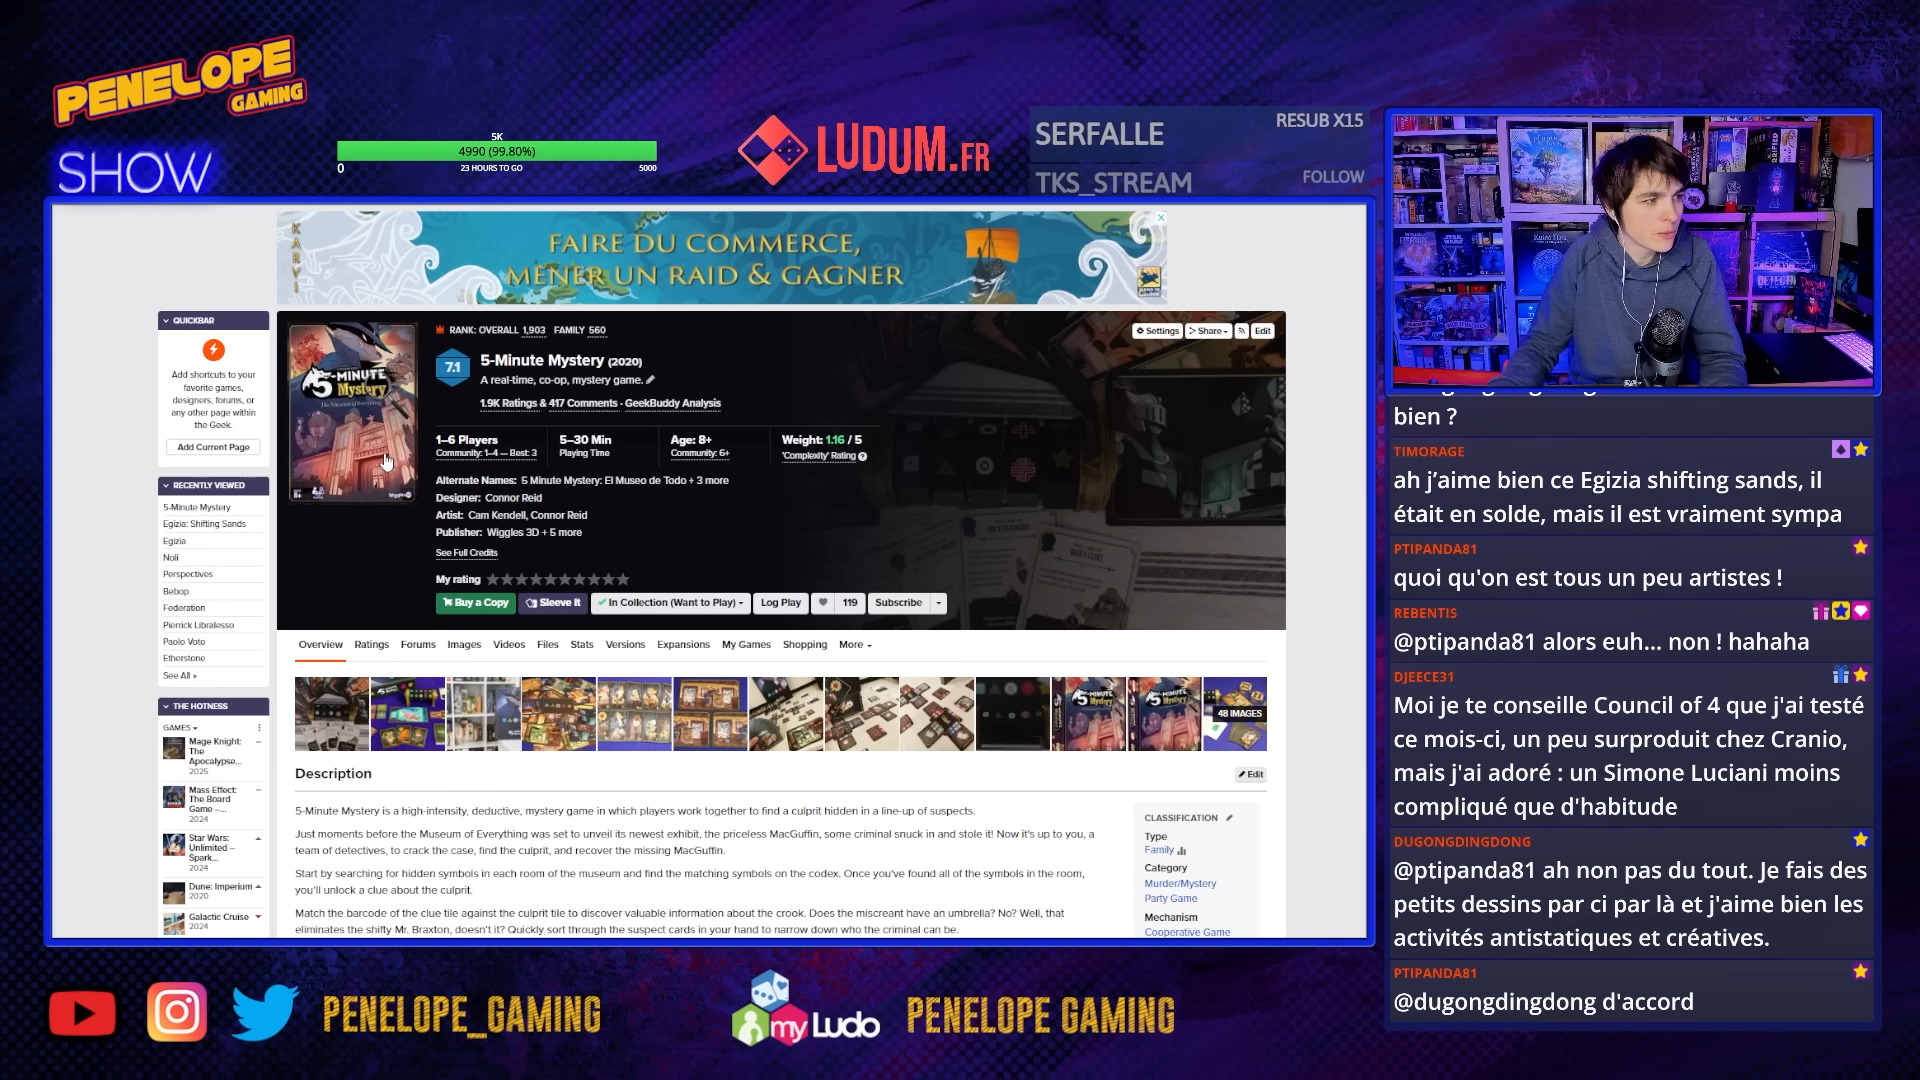 PENELOPE
GAMING
SHOW
5K
4990 (99.80%)
0
23 HOURS TO GO
5000
LUDUM.FR
SERFALLE
RESUB X15
TKS_STREAM
FOLLOW
KARVI
FAIRE DU COMMERCE,
MENER UN RAID & GAGNER
QUICKBAR
Add shortcuts to your
favorite games,
designers, forums, or
any other page within
the Geek.
Add Current Page
RECENTLY VIEWED
5-Minute Mystery
Egizia: Shifting Sands
Egizia
Noli
Perspectives
Bebop
Federation
Pierrick Libralesso
Paolo Voto
Etherstone
See All »
THE HOTNESS
GAMES
Mage Knight:
The
Apocalypse...
2025
Mass Effect:
The Board
Game –...
2024
Star Wars:
Unlimited –
Spark...
2024
Dune: Imperium
2020
Galactic Cruise
2024
5-MINUTE
Mystery
RANK: OVERALL 1,903 FAMILY 560
Settings
Share
Edit
7.1
5-Minute Mystery (2020)
A real-time, co-op, mystery game.
1.9K Ratings & 417 Comments · GeekBuddy Analysis
1–6 Players
Community: 1–4 — Best: 3
5–30 Min
Playing Time
Age: 8+
Community: 6+
Weight: 1.16 / 5
'Complexity' Rating
Alternate Names: 5 Minute Mystery: El Museo de Todo + 3 more
Designer: Connor Reid
Artist: Cam Kendell, Connor Reid
Publisher: Wiggles 3D + 5 more
See Full Credits
My rating
Buy a Copy
Sleeve It
In Collection (Want to Play)
Log Play
119
Subscribe
Overview Ratings Forums Images Videos Files Stats Versions Expansions My Games Shopping More
5-MINUTE
Mystery
5-MINUTE
Mystery
48 IMAGES
Description
Edit
5-Minute Mystery is a high-intensity, deductive, mystery game in which players work together to find a culprit hidden in a line-up of suspects.
Just moments before the Museum of Everything was set to unveil its newest exhibit, the priceless MacGuffin, some criminal snuck in and stole it! Now it's up to you, a
team of detectives, to crack the case, find the culprit, and recover the missing MacGuffin.
Start by searching for hidden symbols in each room of the museum and find the matching symbols on the codex. Once you've found all of the symbols in the room,
you'll unlock a clue about the culprit.
Match the barcode of the clue tile against the culprit tile to discover valuable information about the crook. Does the miscreant have an umbrella? No? Well, that
eliminates the shifty Mr. Braxton, doesn't it? Quickly sort through the suspect cards in your hand to narrow down who the criminal can be.
CLASSIFICATION
Type
Family
Category
Murder/Mystery
Party Game
Mechanism
Cooperative Game
bien ?
TIMORAGE
ah j’aime bien ce Egizia shifting sands, il
était en solde, mais il est vraiment sympa
PTIPANDA81
quoi qu'on est tous un peu artistes !
REBENTIS
@ptipanda81 alors euh... non ! hahaha
DJEECE31
Moi je te conseille Council of 4 que j'ai testé
ce mois-ci, un peu surproduit chez Cranio,
mais j'ai adoré : un Simone Luciani moins
compliqué que d'habitude
DUGONGDINGDONG
@ptipanda81 ah non pas du tout. Je fais des
petits dessins par ci par là et j'aime bien les
activités antistatiques et créatives.
PTIPANDA81
@dugongdingdong d'accord
PENELOPE_GAMING
myLudo
PENELOPE GAMING